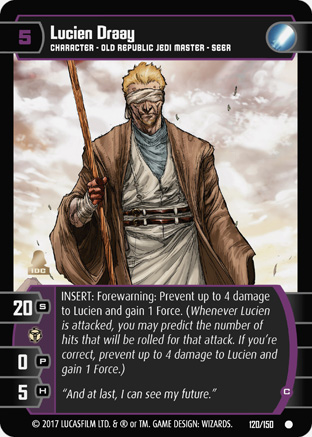 5
Lucien Draay
CHARACTER - OLD REPUBLIC JEDI MASTER - SEER
IDC
20 S
0 P
5 H
INSERT: Forewarning: Prevent up to 4 damage
to Lucien and gain 1 Force. (Whenever Lucien
is attacked, you may predict the number of
hits that will be rolled for that attack. If you're
correct, prevent up to 4 damage to Lucien and
gain 1 Force.)
"And at last, I can see my future."
C
© 2017 LUCASFILM LTD. & ® or TM. GAME DESIGN: WIZARDS.
120/150